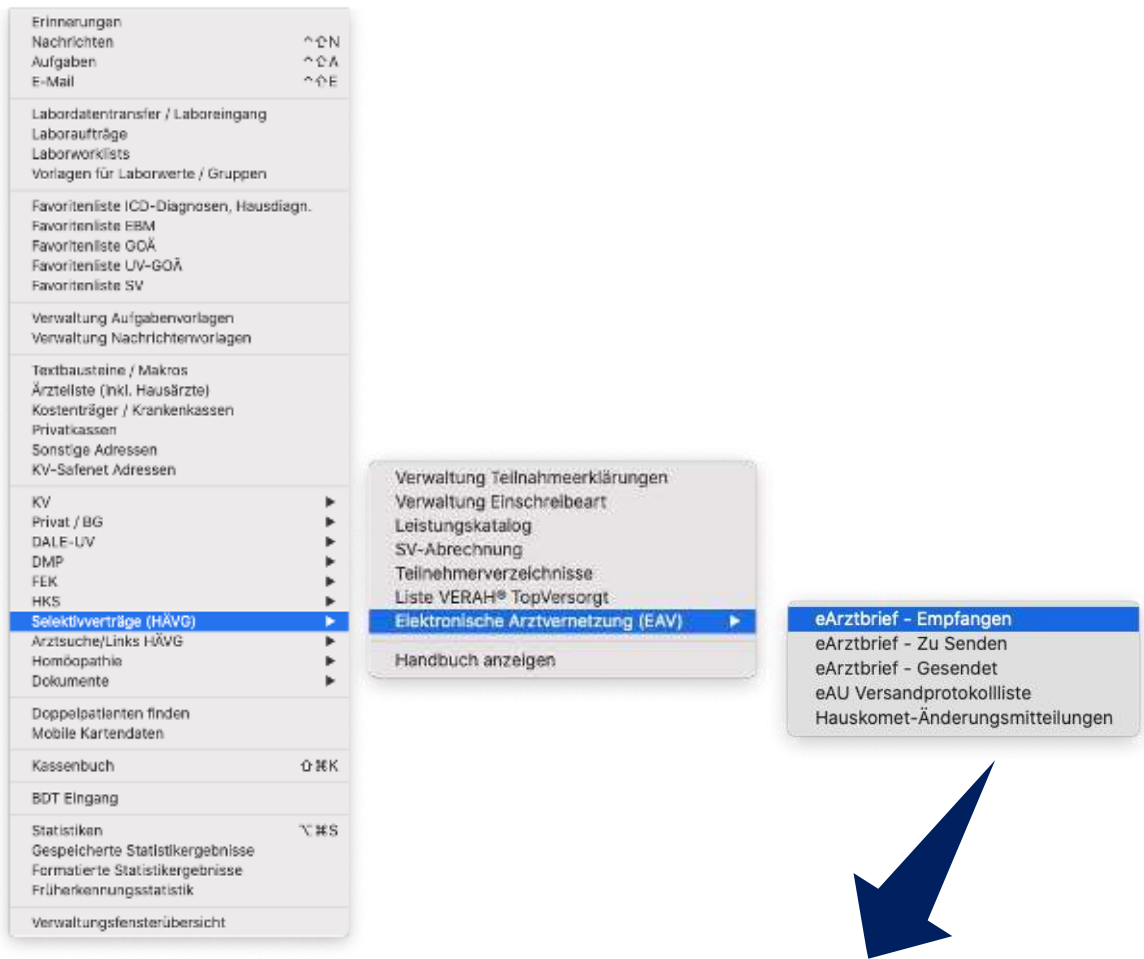 Erinnerungen
Nachrichten ^⇧N
Aufgaben ^⇧A
E-Mail ^⇧E
Labordatentransfer / Laboreingang
Laboraufträge
Laborworklists
Vorlagen für Laborwerte / Gruppen
Favoritenliste ICD-Diagnosen, Hausdiagn.
Favoritenliste EBM
Favoritenliste GOÄ
Favoritenliste UV-GOÄ
Favoritenliste SV
Verwaltung Aufgabenvorlagen
Verwaltung Nachrichtenvorlagen
Textbausteine / Makros
Ärzteliste (inkl. Hausärzte)
Kostenträger / Krankenkassen
Privatkassen
Sonstige Adressen
KV-Safenet Adressen
KV ▶
Privat / BG ▶
DALE-UV ▶
DMP ▶
FEK ▶
HKS ▶
Selektivverträge (HÄVG) ▶
Arztsuche/Links HÄVG ▶
Homöopathie ▶
Dokumente ▶
Doppelpatienten finden
Mobile Kartendaten
Kassenbuch ⇧⌘K
BDT Eingang
Statistiken ⌥⌘S
Gespeicherte Statistikergebnisse
Formatierte Statistikergebnisse
Früherkennungsstatistik
Verwaltungsfensterübersicht
Verwaltung Teilnahmeerklärungen
Verwaltung Einschreibeart
Leistungskatalog
SV-Abrechnung
Teilnehmerverzeichnisse
Liste VERAH® TopVersorgt
Elektronische Arztvernetzung (EAV) ▶
Handbuch anzeigen
eArztbrief - Empfangen
eArztbrief - Zu Senden
eArztbrief - Gesendet
eAU Versandprotokollliste
Hauskomet-Änderungsmitteilungen